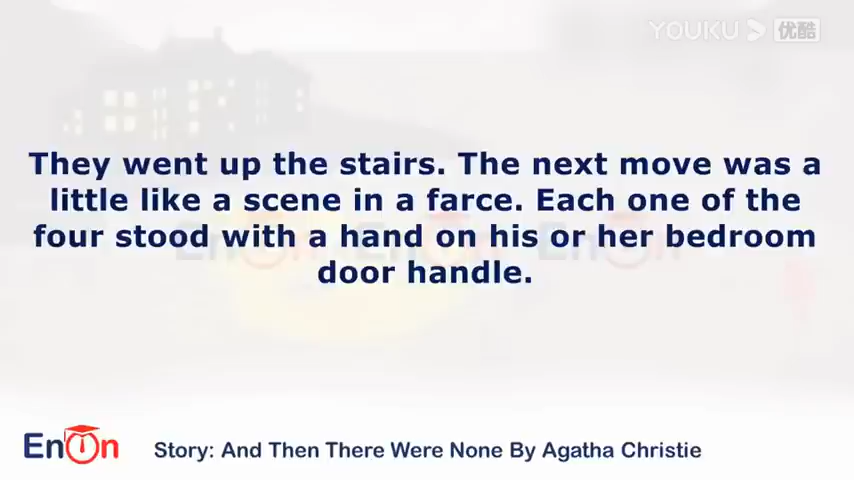 YOUKU 优酷
They went up the stairs. The next move was a
little like a scene in a farce. Each one of the
four stood with a hand on his or her bedroom
door handle.
EnOn
Story: And Then There Were None By Agatha Christie